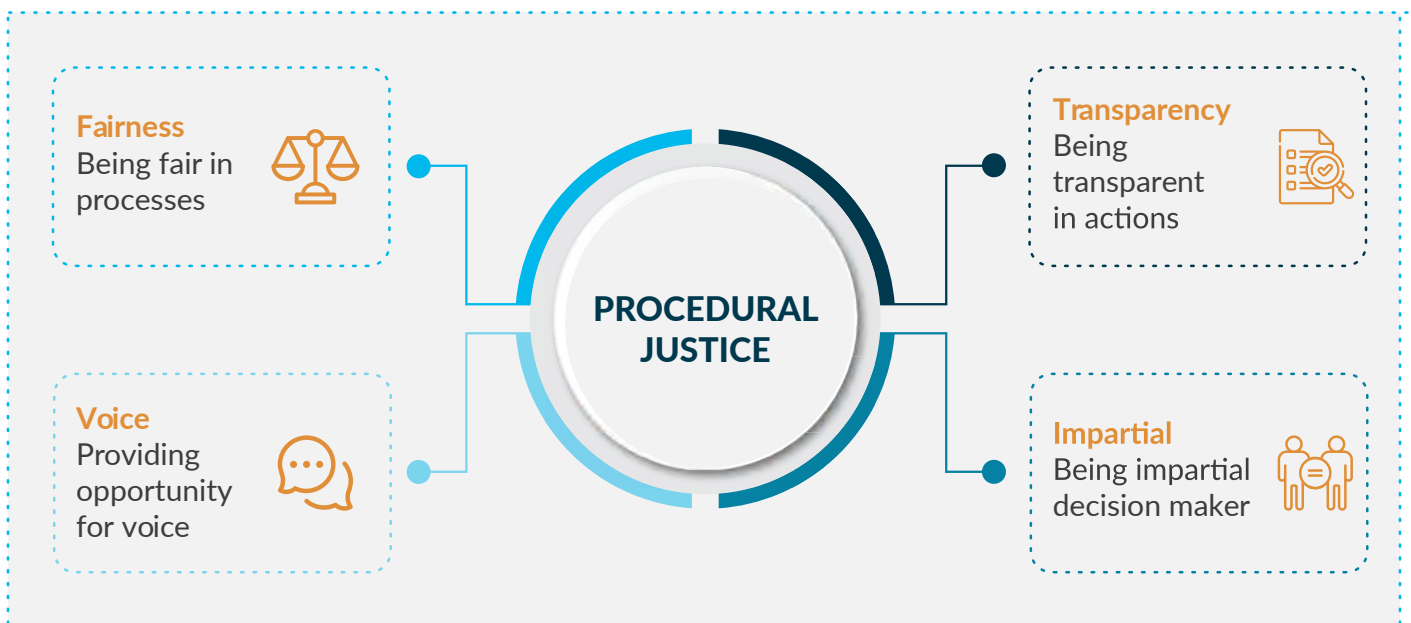 Fairness
Being fair in
processes
Voice
Providing
opportunity
for voice
PROCEDURAL
JUSTICE
Transparency
Being
transparent
in actions
Impartial
Being impartial
decision maker